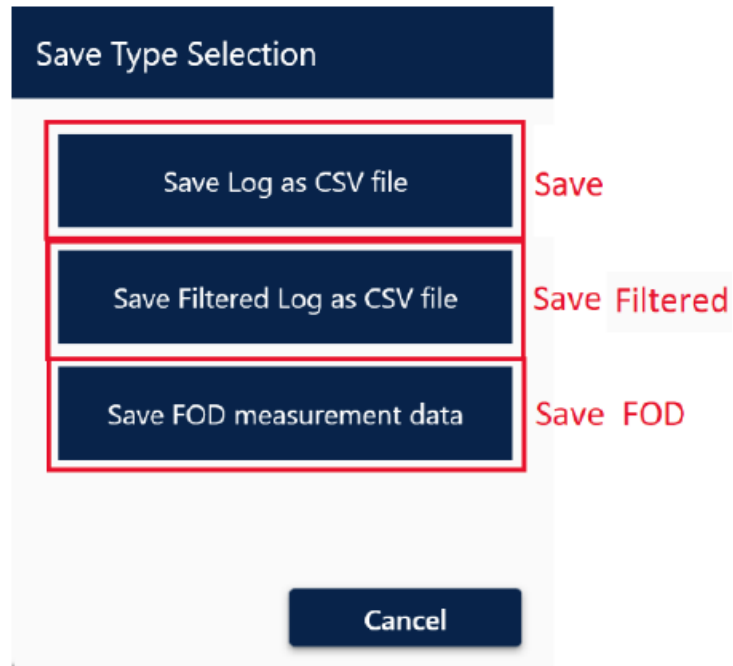 Save Type Selection
Save Log as CSV file Save
Save Filtered Log as CSV file Save Filtered
Save FOD measurement data Save FOD
Cancel